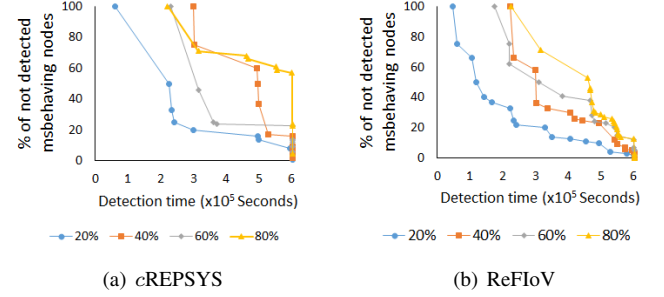 % of not detected
msbehaving nodes
100
80
60
40
20
0
0 1 2 3 4 5 6
Detection time (x10⁵ Seconds)
20% 40% 60% 80%
(a) cREPSYS
% of not detected
msbehaving nodes
100
80
60
40
20
0
0 1 2 3 4 5 6
Detection time (x10⁵ Seconds)
20% 40% 60% 80%
(b) ReFIoV